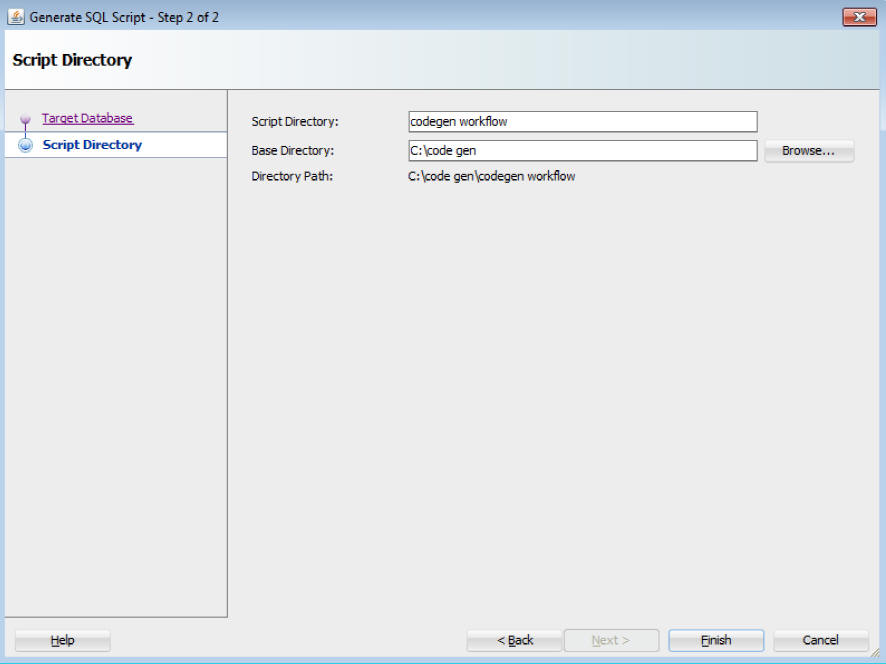 Generate SQL Script - Step 2 of 2
Script Directory
Target Database
Script Directory
Script Directory: codegen workflow
Base Directory: C:\code gen Browse...
Directory Path: C:\code gen\codegen workflow
Help < Back Next > Finish Cancel